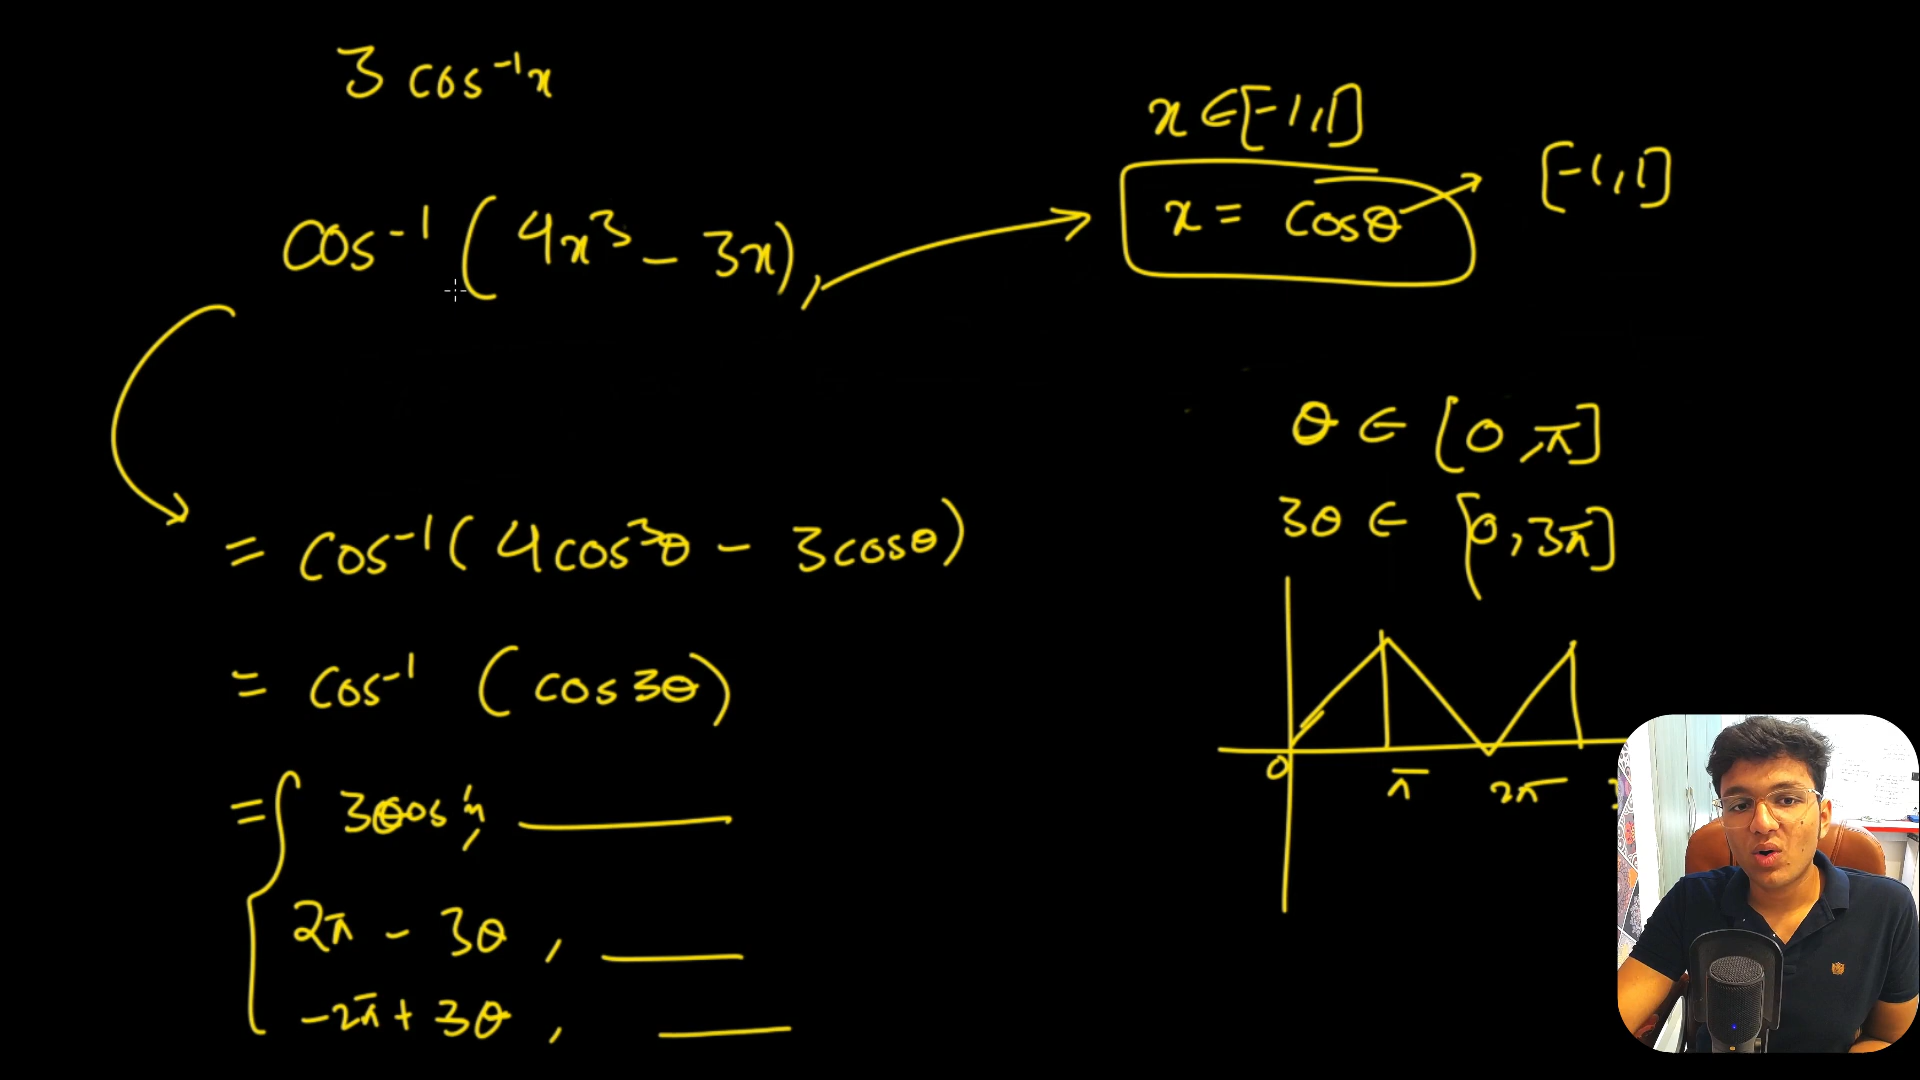 3 cos⁻¹x
x ∈ [-1,1]
cos⁻¹ (4x³ - 3x),
x = cosθ
[-1,1]
θ ∈ [0,π]
3θ ∈ [0,3π]
= cos⁻¹(4cos³θ - 3cosθ)
= cos⁻¹ (cos3θ)
0
π
2π
2π - 3θ,
-2π + 3θ,